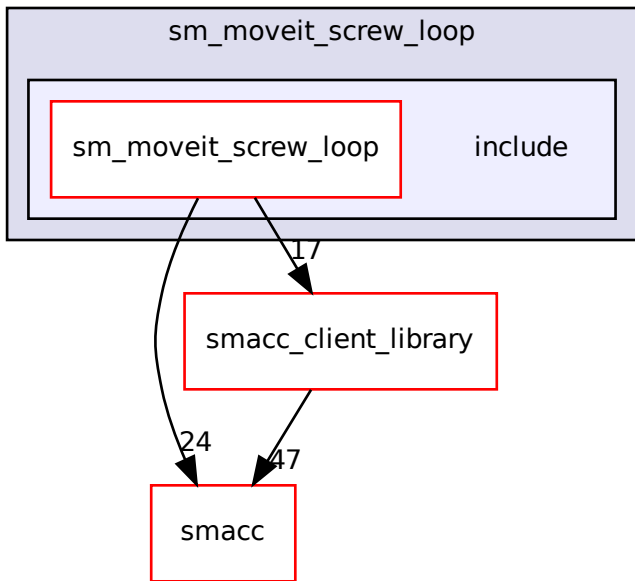 sm_moveit_screw_loop
sm_moveit_screw_loop
include
17
smacc_client_library
24
47
smacc